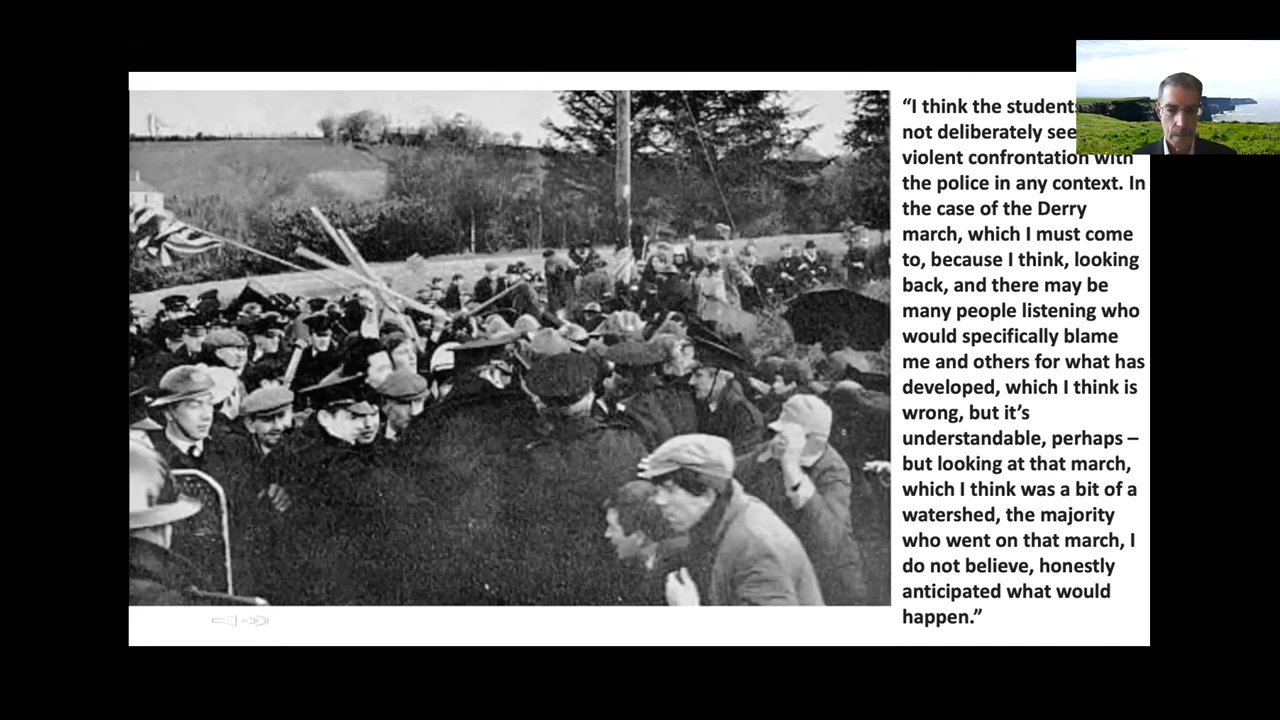 “I think the students
not deliberately
violent confrontation with
the police in any context. In
the case of the Derry
march, which I must come
to, because I think, looking
back, and there may be
many people listening who
would specifically blame
me and others for what has
developed, which I think is
wrong, but it’s
understandable, perhaps –
but looking at that march,
which I think was a bit of a
watershed, the majority
who went on that march, I
do not believe, honestly
anticipated what would
happen.”